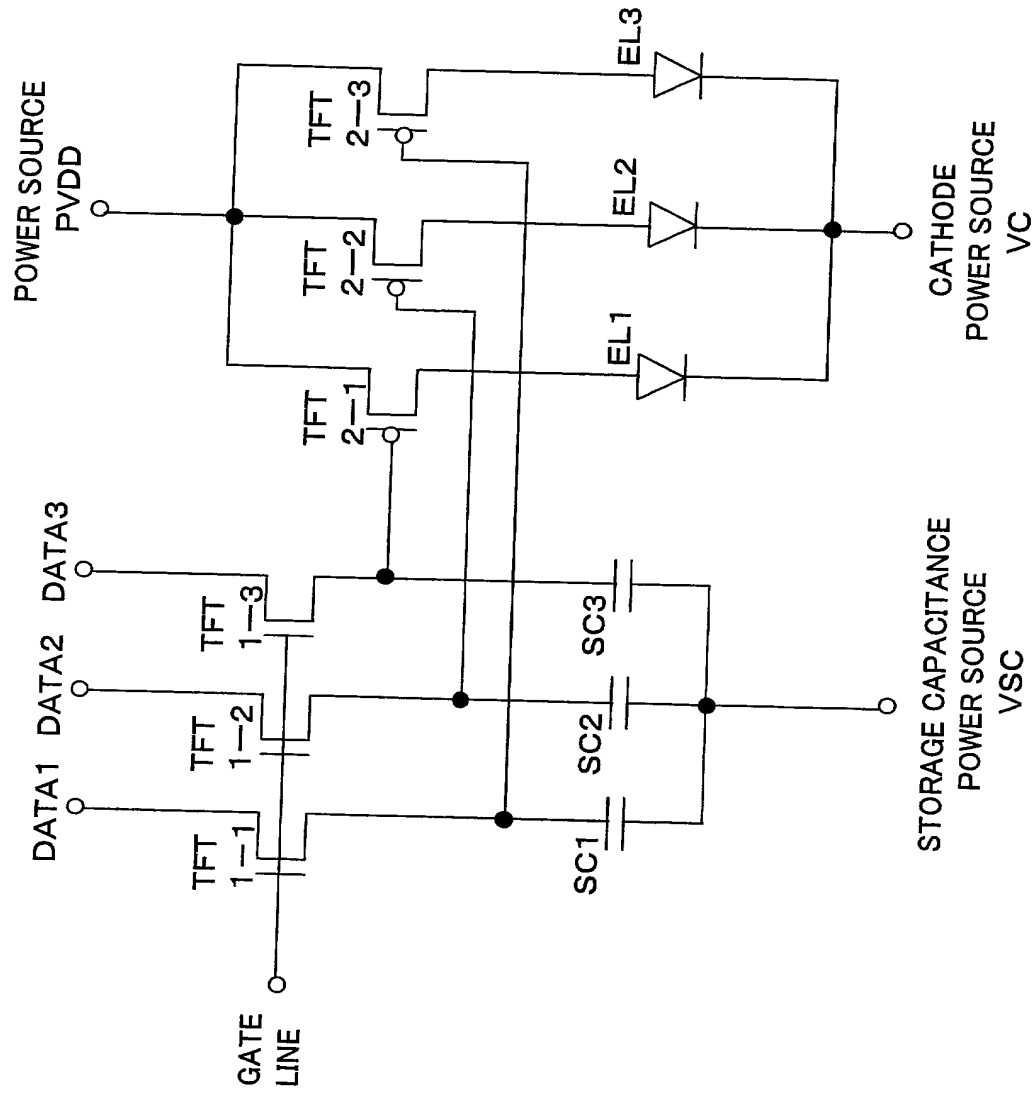 POWER SOURCE
PVDD
DATA1
DATA2
DATA3
TFT
1—1
TFT
1—2
TFT
1—3
TFT
2—1
TFT
2—2
TFT
2—3
GATE
LINE
SC1
SC2
SC3
EL1
EL2
EL3
STORAGE CAPACITANCE
POWER SOURCE
VSC
CATHODE
POWER SOURCE
VC